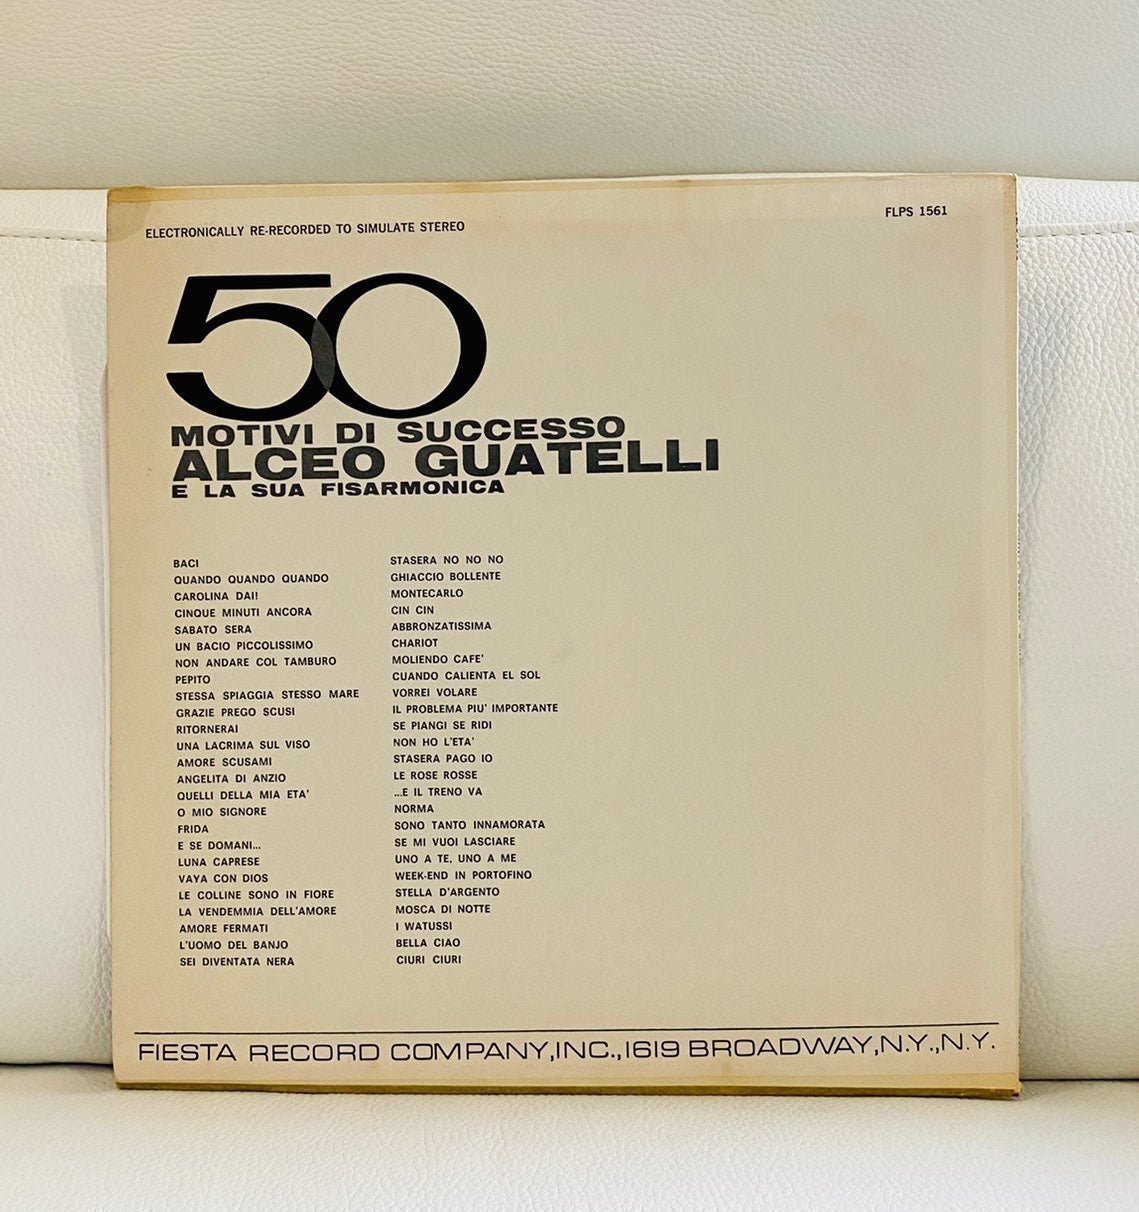 ELECTRONICALLY RE-RECORDED TO SIMULATE STEREO
FLPS 1561
50
MOTIVI DI SUCCESSO
ALCEO GUATELLI
E LA SUA FISARMONICA
BACI
QUANDO QUANDO QUANDO
CAROLINA DAI!
CINQUE MINUTI ANCORA
SABATO SERA
UN BACIO PICCOLISSIMO
NON ANDARE COL TAMBURO
PEPITO
STESSA SPIAGGIA STESSO MARE
GRAZIE PREGO SCUSI
RITORNERAI
UNA LACRIMA SUL VISO
AMORE SCUSAMI
ANGELITA DI ANZIO
QUELLI DELLA MIA ETA'
O MIO SIGNORE
FRIDA
E SE DOMANI...
LUNA CAPRESE
VAYA CON DIOS
LE COLLINE SONO IN FIORE
LA VENDEMMIA DELL'AMORE
AMORE FERMATI
L'UOMO DEL BANJO
SEI DIVENTATA NERA
STASERA NO NO NO
GHIACCIO BOLLENTE
MONTECARLO
CIN CIN
ABBRONZATISSIMA
CHARIOT
MOLIENDO CAFE'
CUANDO CALIENTA EL SOL
VORREI VOLARE
IL PROBLEMA PIU' IMPORTANTE
SE PIANGI SE RIDI
NON HO L'ETA'
STASERA PAGO IO
LE ROSE ROSSE
...E IL TRENO VA
NORMA
SONO TANTO INNAMORATA
SE MI VUOI LASCIARE
UNO A TE, UNO A ME
WEEK-END IN PORTOFINO
STELLA D'ARGENTO
MOSCA DI NOTTE
I WATUSSI
BELLA CIAO
CIURI CIURI
FIESTA RECORD COMPANY,INC.,1619 BROADWAY,N.Y.,N.Y.